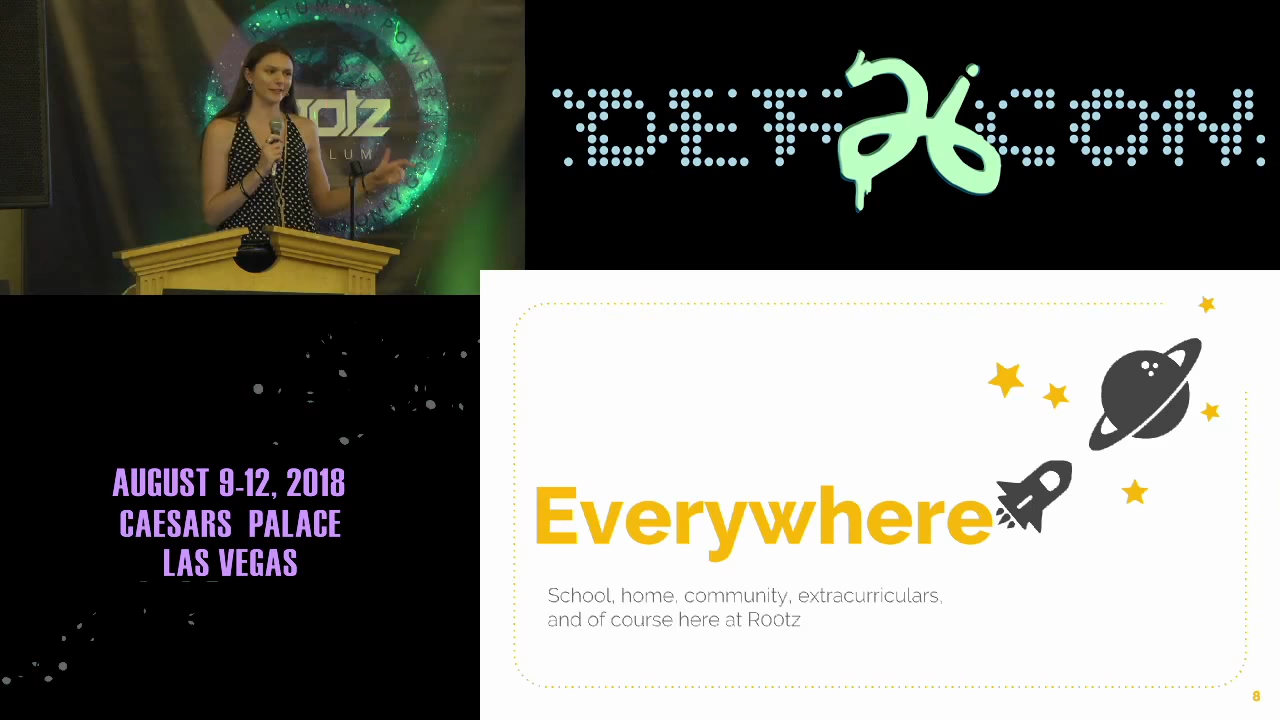 DEF 26 CON
AUGUST 9-12, 2018
CAESARS PALACE
LAS VEGAS
Everywhere
School, home, community, extracurriculars,
and of course here at R00tz
8